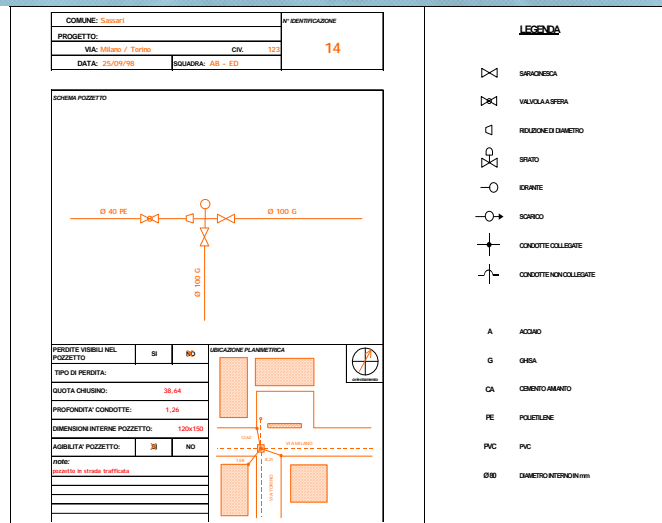 COMUNE: Sassari
N° IDENTIFICAZIONE
PROGETTO:
14
VIA: Milano / Torino CIV. 123
DATA: 25/09/98 SQUADRA: AB - ED
SCHEMA POZZETTO
Ø 40 PE
Ø 100 G
Ø 100 G
PERDITE VISIBILI NEL POZZETTO SI NO
TIPO DI PERDITA:
QUOTA CHIUSINO: 38,64
PROFONDITA' CONDOTTE: 1,26
DIMENSIONI INTERNE POZZETTO: 120x150
AGIBILITA' POZZETTO: SI NO
note:
pozzetto in strada trafficata
UBICAZIONE PLANIMETRICA
VIA MILANO
VIA TORINO
LEGENDA
SARACINESCA
VALVOLA A SFERA
RIDUZIONE DI DIAMETRO
SFIATO
IDRANTE
SCARICO
CONDOTTE COLLEGATE
CONDOTTE NON COLLEGATE
A ACCIAIO
G GHISA
CA CEMENTO AMIANTO
PE POLIETILENE
PVC PVC
Ø 80 DIAMETRO INTERNO IN mm